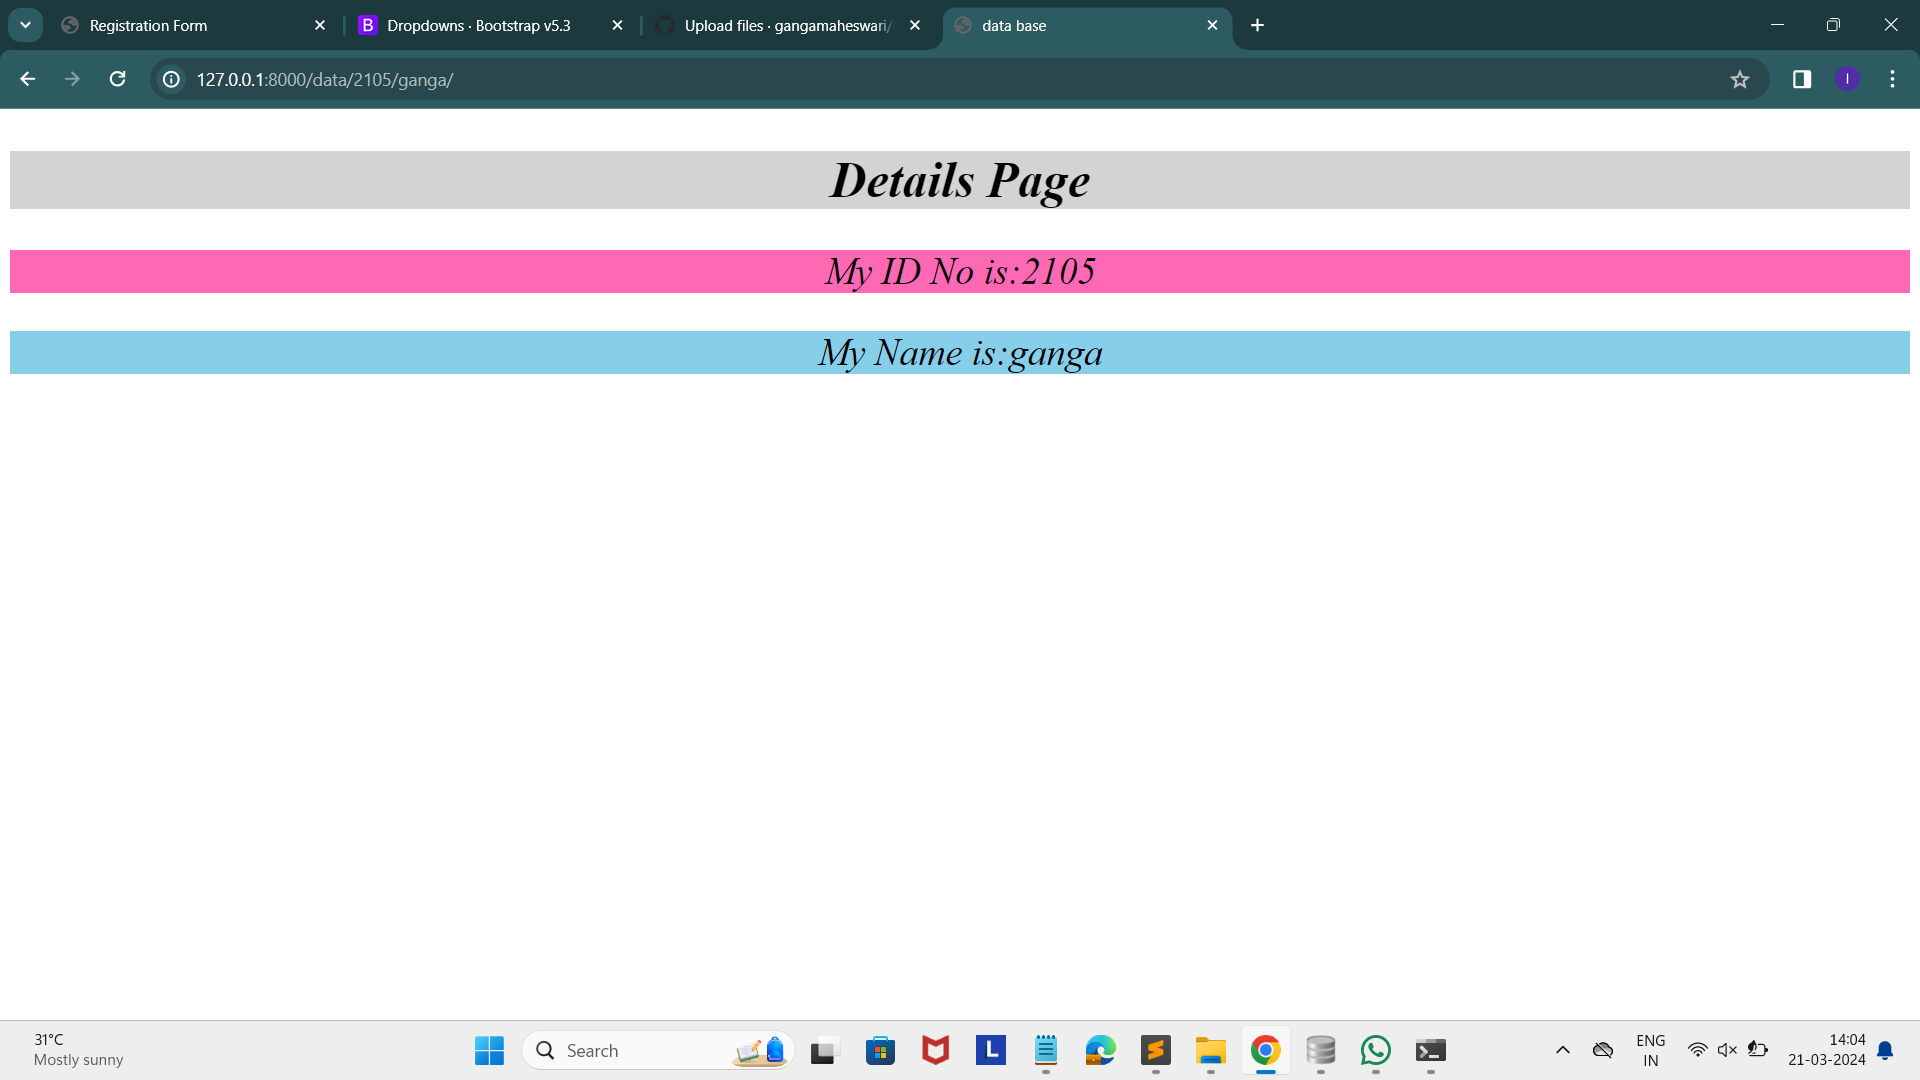 Registration Form
B Dropdowns · Bootstrap v5.3
Upload files · gangamaheswari/
data base
127.0.0.1:8000/data/2105/ganga/
I
Details Page
My ID No is:2105
My Name is:ganga
31°C
Mostly sunny
Search
L
ENG
IN
14:04
21-03-2024